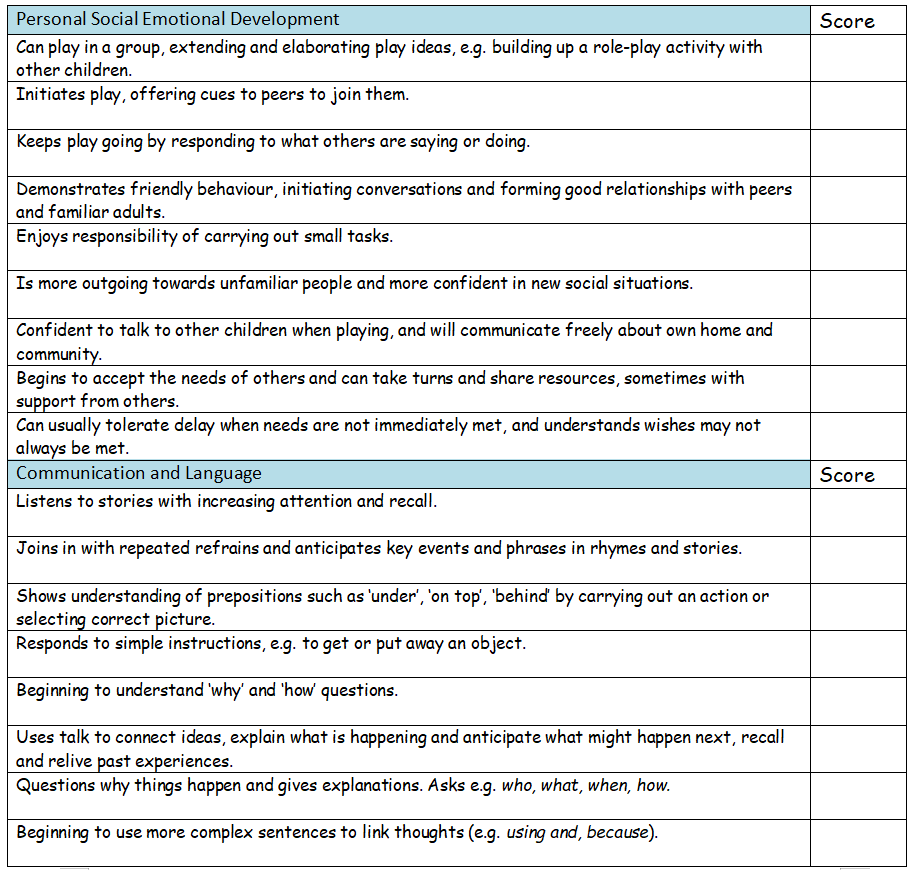 Personal Social Emotional Development Score
Can play in a group, extending and elaborating play ideas, e.g. building up a role-play activity with
other children.
Initiates play, offering cues to peers to join them.
Keeps play going by responding to what others are saying or doing.
Demonstrates friendly behaviour, initiating conversations and forming good relationships with peers
and familiar adults.
Enjoys responsibility of carrying out small tasks.
Is more outgoing towards unfamiliar people and more confident in new social situations.
Confident to talk to other children when playing, and will communicate freely about own home and
community.
Begins to accept the needs of others and can take turns and share resources, sometimes with
support from others.
Can usually tolerate delay when needs are not immediately met, and understands wishes may not
always be met.
Communication and Language Score
Listens to stories with increasing attention and recall.
Joins in with repeated refrains and anticipates key events and phrases in rhymes and stories.
Shows understanding of prepositions such as ‘under’, ‘on top’, ‘behind’ by carrying out an action or
selecting correct picture.
Responds to simple instructions, e.g. to get or put away an object.
Beginning to understand ‘why’ and ‘how’ questions.
Uses talk to connect ideas, explain what is happening and anticipate what might happen next, recall
and relive past experiences.
Questions why things happen and gives explanations. Asks e.g. who, what, when, how.
Beginning to use more complex sentences to link thoughts (e.g. using and, because).